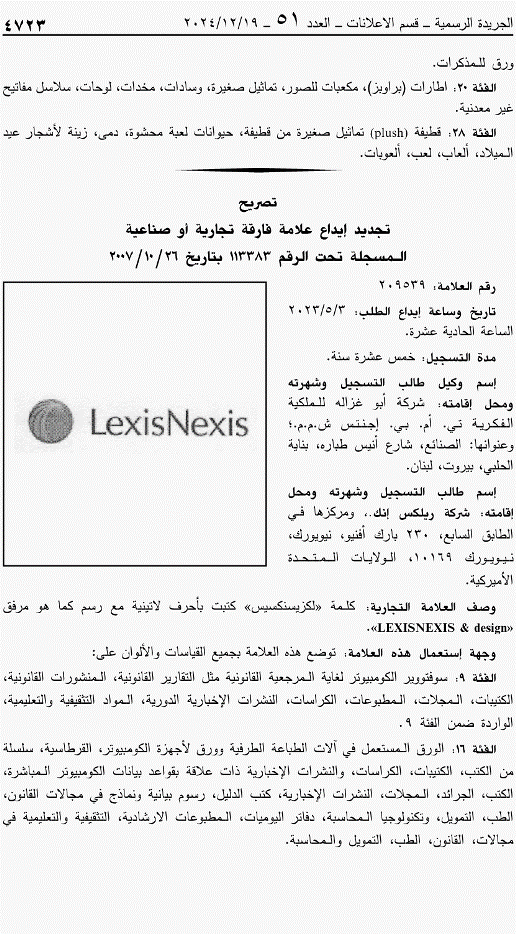 الجريدة الرسمية ــ قسم الاعلانات ــ العدد ٥١ ــ ٢٠٢٤/١٢/١٩
٤٧٢٣
ورق للمذكرات.
الفئة ٢٠: اطارات (براويز)، مكعبات للصور، تماثيل صغيرة، وسادات، مخدات، لوحات، سلاسل مفاتيح
غير معدنية.
الفئة ٢٨: قطيفة (plush) تماثيل صغيرة من قطيفة، حيوانات لعبة محشوة، دمى، زينة لأشجار عيد
الميلاد، ألعاب، لعب، ألعوبات.
تصريح
تجديد إيداع علامة فارقة تجارية أو صناعية
المسجلة تحت الرقم ١١٣٣٨٣ بتاريخ ٢٠٠٧/١٠/٢٦
رقم العلامة: ٢٠٩٥٣٩
تاريخ وساعة إيداع الطلب: ٢٠٢٣/٥/٣
الساعة الحادية عشرة.
مدة التسجيل: خمس عشرة سنة.
إسم وكيل طالب التسجيل وشهرته
ومحل إقامته: شركة أبو غزاله للملكية
الفكرية تي. أم. بي. إجنتس ش.م.م.؛
وعنوانها: الصنائع، شارع أنيس طباره، بناية
الحلبي، بيروت، لبنان.
إسم طالب التسجيل وشهرته ومحل
إقامته: شركة ريلكس إنك.، ومركزها في
الطابق السابع، ٢٣٠ بارك أفنيو، نيويورك،
نيويورك ١٠١٦٩، الولايات المتحدة
الأميركية.
LexisNexis
وصف العلامة التجارية: كلمة «لكزيسنكسيس» كتبت بأحرف لاتينية مع رسم كما هو مرفق
«LEXISNEXIS & design».
وجهة إستعمال هذه العلامة: توضع هذه العلامة بجميع القياسات والألوان على:
الفئة ٩: سوفتووير الكومبيوتر لغاية المرجعية القانونية مثل التقارير القانونية، المنشورات القانونية،
الكتيبات، المجلات، المطبوعات، الكراسات، النشرات الإخبارية الدورية، المواد التثقيفية والتعليمية،
الواردة ضمن الفئة ٩.
الفئة ١٦: الورق المستعمل في آلات الطباعة الطرفية وورق لأجهزة الكومبيوتر، القرطاسية، سلسلة
من الكتب، الكتيبات، الكراسات، والنشرات الإخبارية ذات علاقة بقواعد بيانات الكومبيوتر المباشرة،
الكتب، الجرائد، المجلات، النشرات الإخبارية، كتب الدليل، رسوم بيانية ونماذج في مجالات القانون،
الطب، التمويل، وتكنولوجيا المحاسبة، دفاتر اليوميات، المطبوعات الارشادية، التثقيفية والتعليمية في
مجالات، القانون، الطب، التمويل والمحاسبة.